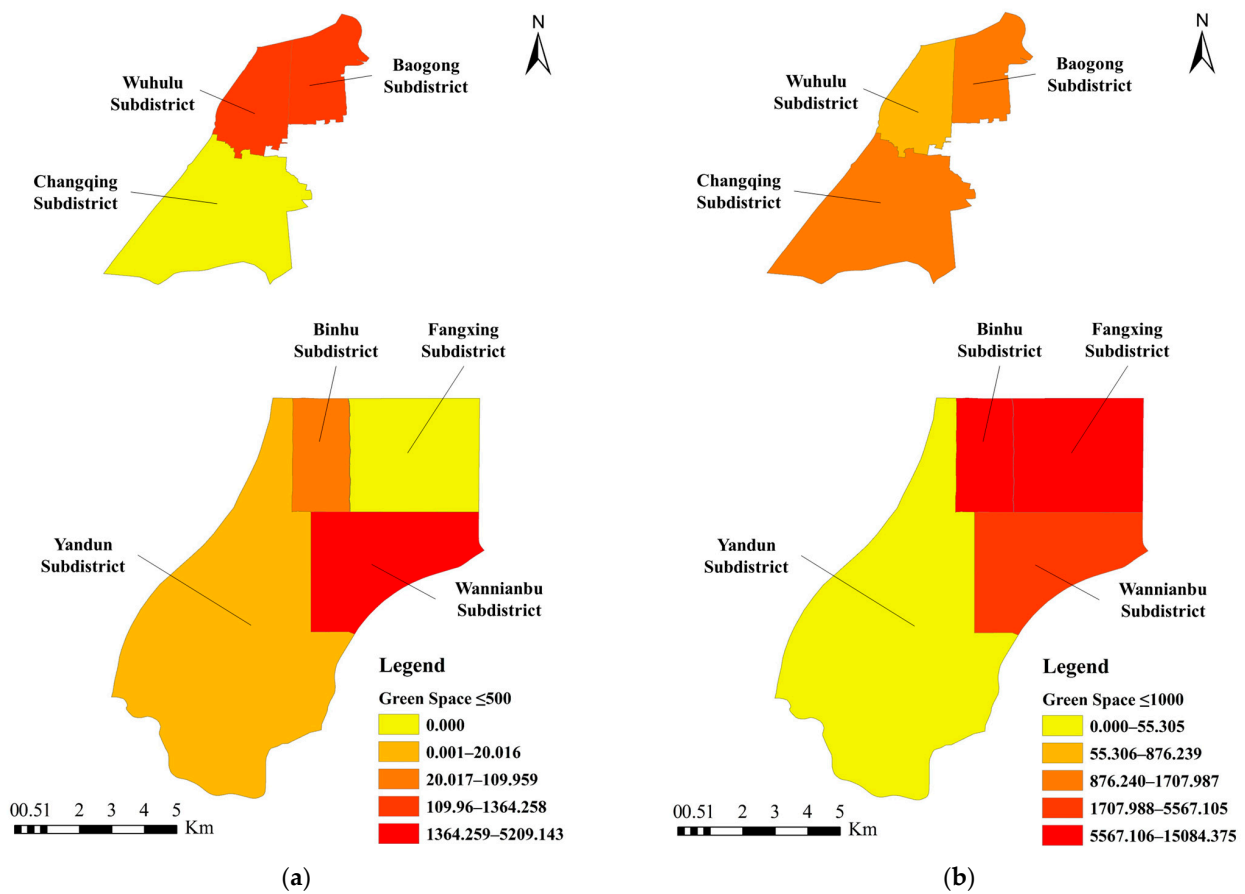 N
Wuhulu
Subdistrict
Baogong
Subdistrict
Changqing
Subdistrict
Binhu
Subdistrict
Fangxing
Subdistrict
Yandun
Subdistrict
Wannianbu
Subdistrict
Legend
Green Space ≤500
0.000
0.001–20.016
20.017–109.959
109.96–1364.258
1364.259–5209.143
00.51 2 3 4 5
Km
(a)
N
Wuhulu
Subdistrict
Baogong
Subdistrict
Changqing
Subdistrict
Binhu
Subdistrict
Fangxing
Subdistrict
Yandun
Subdistrict
Wannianbu
Subdistrict
Legend
Green Space ≤1000
0.000–55.305
55.306–876.239
876.240–1707.987
1707.988–5567.105
5567.106–15084.375
00.51 2 3 4 5
Km
(b)